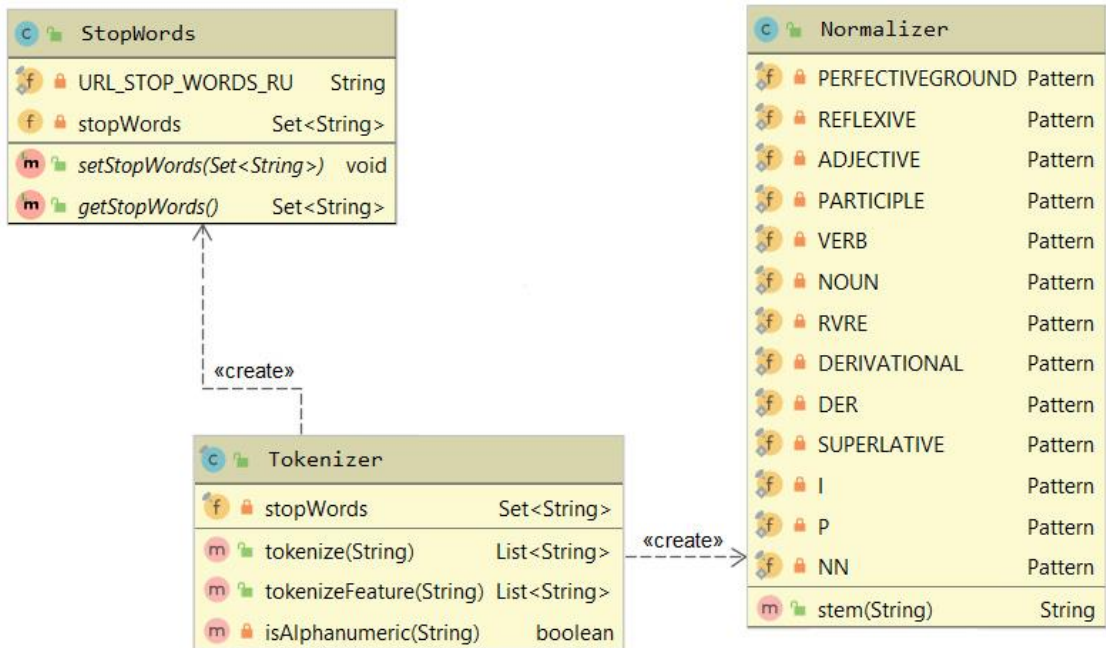 StopWords
URL_STOP_WORDS_RU String
stopWords Set<String>
setStopWords(Set<String>) void
getStopWords() Set<String>
«create»
Tokenizer
stopWords Set<String>
tokenize(String) List<String>
tokenizeFeature(String) List<String>
isAlphanumeric(String) boolean
«create»
Normalizer
PERFECTIVEGROUND Pattern
REFLEXIVE Pattern
ADJECTIVE Pattern
PARTICIPLE Pattern
VERB Pattern
NOUN Pattern
RVRE Pattern
DERIVATIONAL Pattern
DER Pattern
SUPERLATIVE Pattern
I Pattern
P Pattern
NN Pattern
stem(String) String